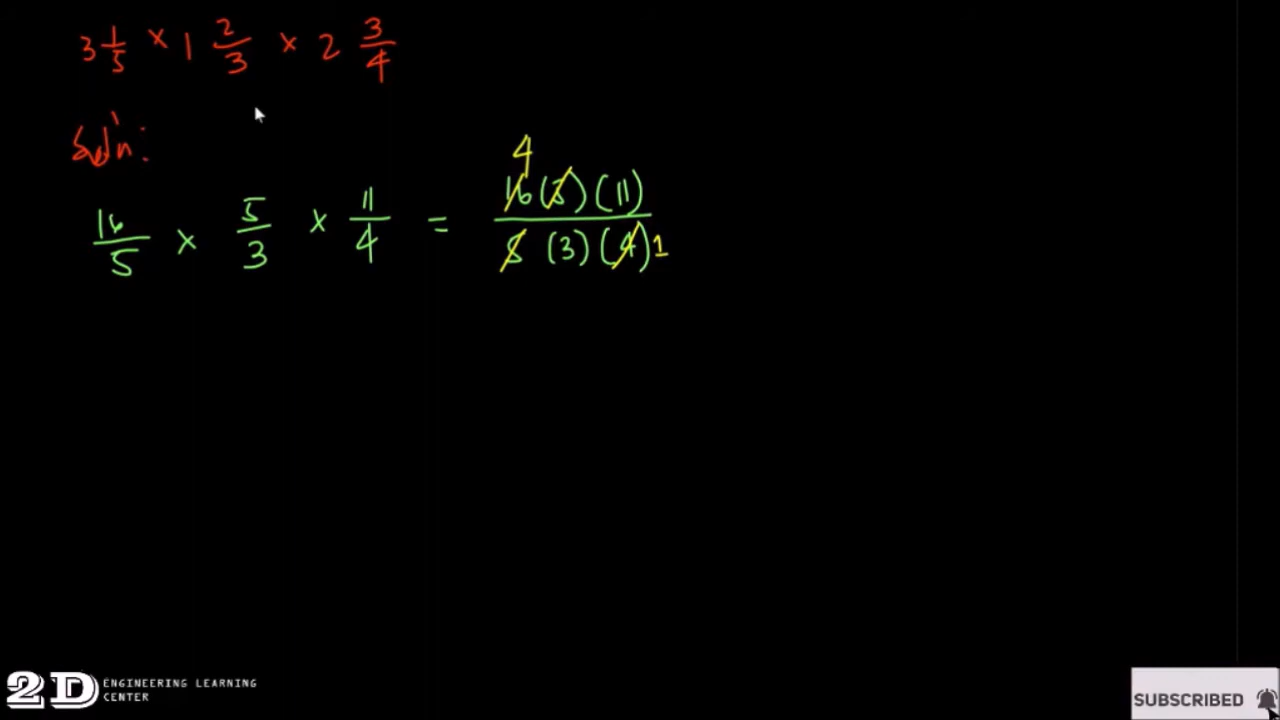 3 1/5 × 1 2/3 × 2 3/4
Sol'n:
16/5 × 5/3 × 11/4 = 16(5)(11)/5(3)(4) 4 1
2D ENGINEERING LEARNING
CENTER
SUBSCRIBED